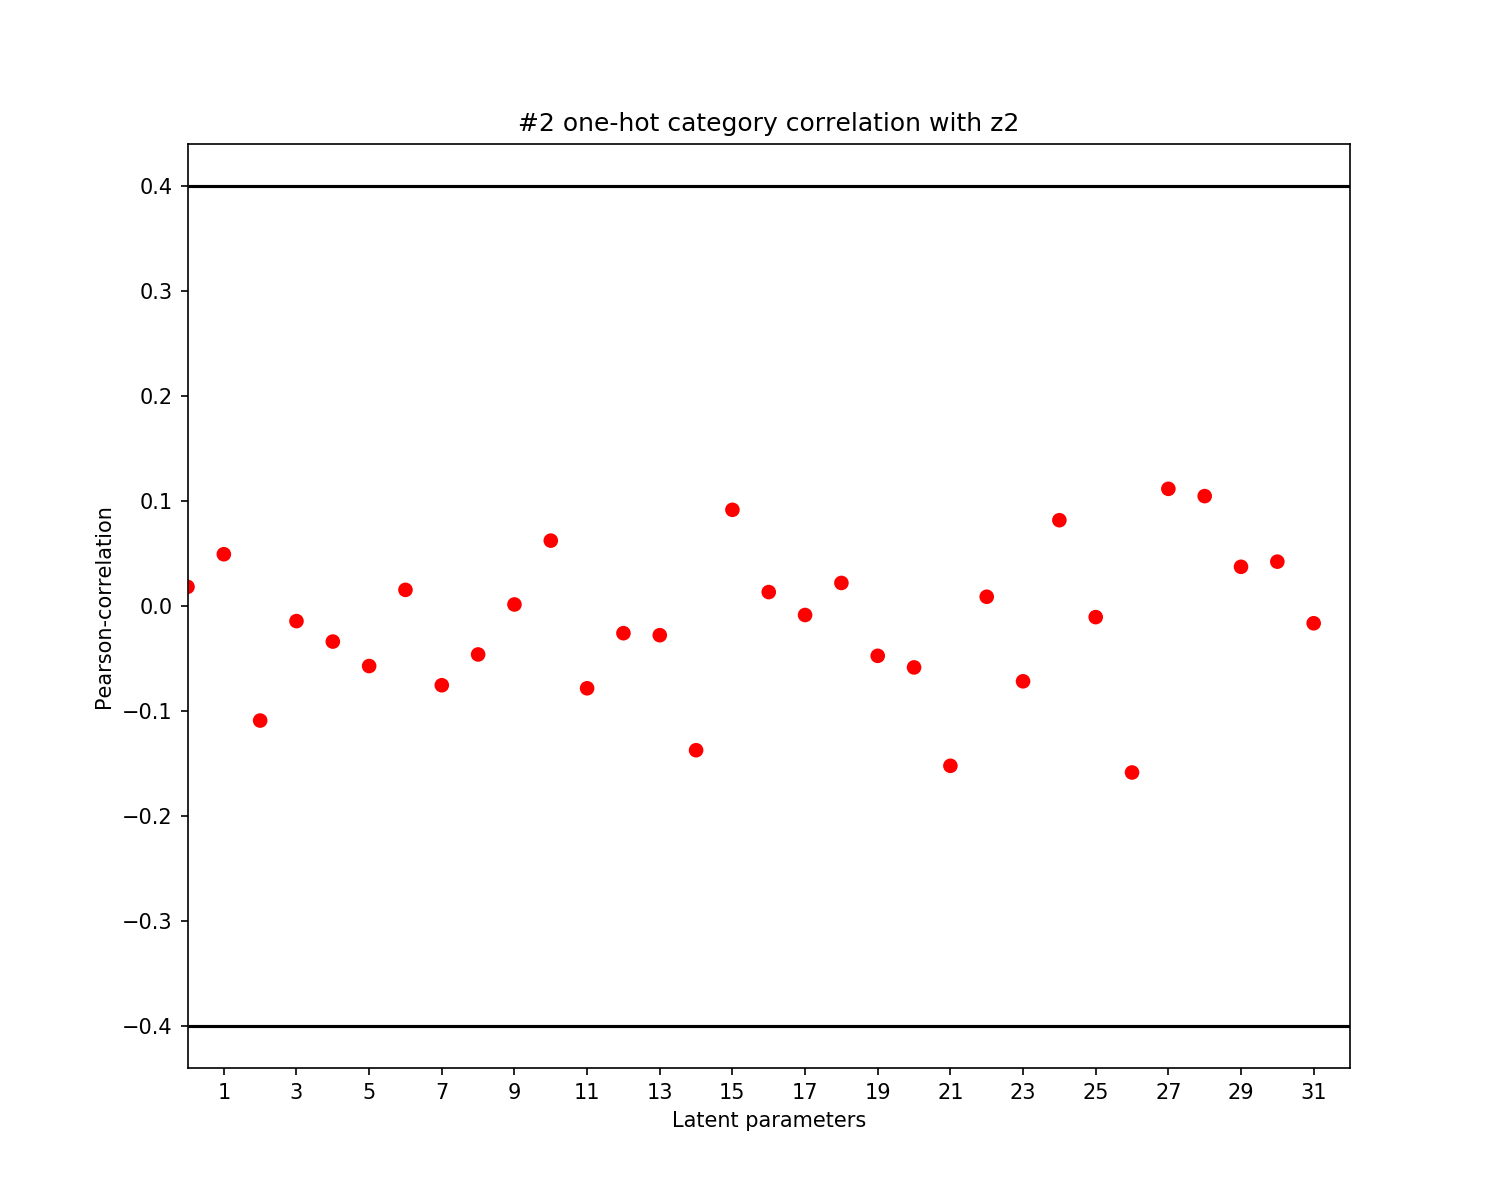 #2 one-hot category correlation with z2
0.4
0.3
0.2
0.1
0.0
−0.1
−0.2
−0.3
−0.4
Pearson-correlation
1 3 5 7 9 11 13 15 17 19 21 23 25 27 29 31
Latent parameters